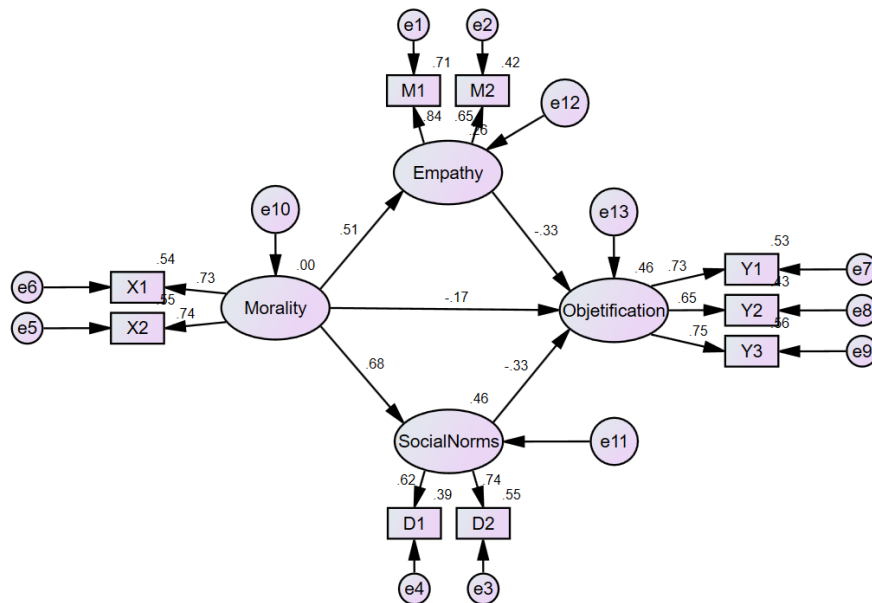 e1
e2
.71
.42
M1
M2
e12
.84
.65
.26
Empathy
e10
e13
.51
-.33
.54
.00
.53
e6
X1
.73
.46
.73
Y1
e7
.55
Morality
-.17
Objetification
.65
.43
e5
X2
.74
Y2
e8
.75
.56
Y3
e9
.68
-.33
.46
SocialNorms
e11
.62
.39
.74
.55
D1
D2
e4
e3